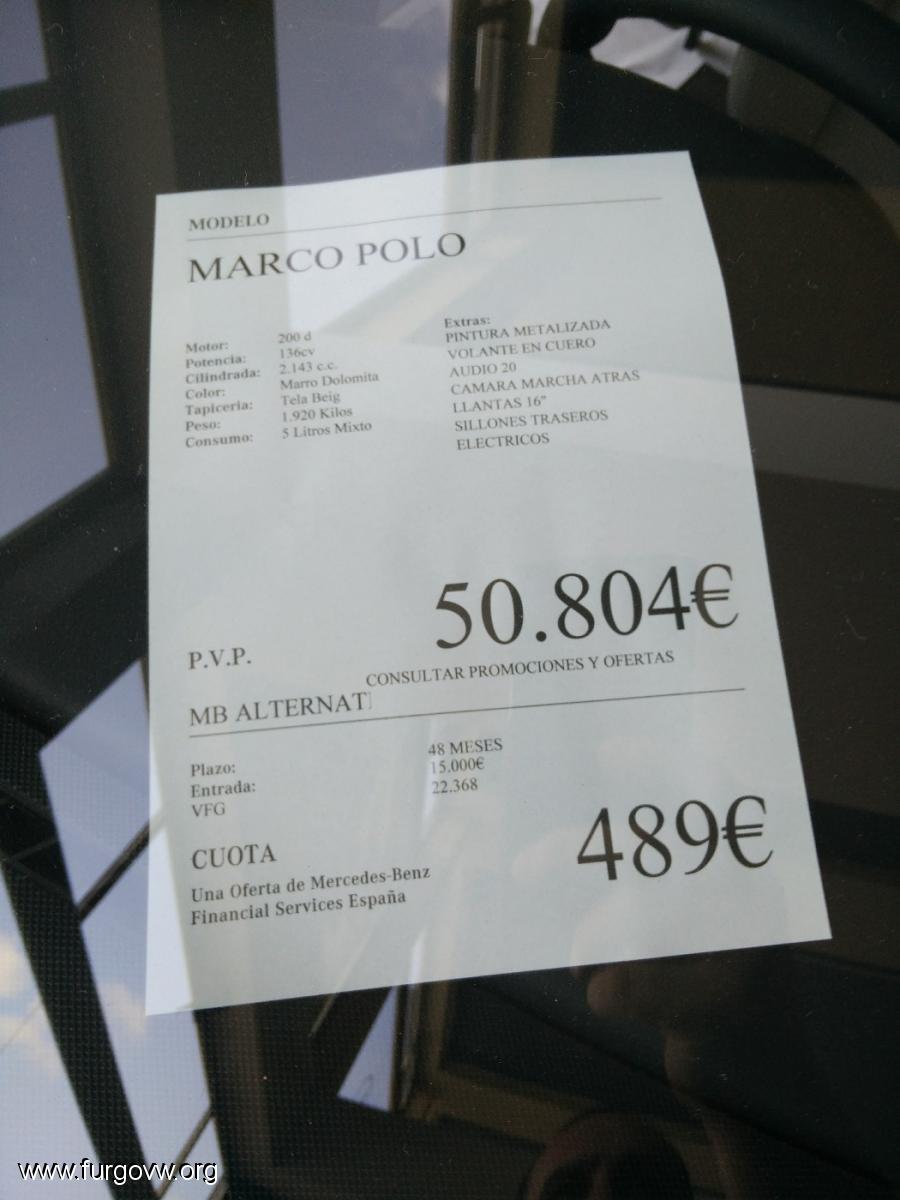 MODELO
MARCO POLO
Motor: 200 d
Potencia: 136cv
Cilindrada: 2.143 c.c.
Color: Marro Dolomita
Tapiceria: Tela Beig
Peso: 1.920 Kilos
Consumo: 5 Litros Mixto
Extras:
PINTURA METALIZADA
VOLANTE EN CUERO
AUDIO 20
CAMARA MARCHA ATRAS
LLANTAS 16"
SILLONES TRASEROS
ELECTRICOS
P.V.P. 50.804€
CONSULTAR PROMOCIONES Y OFERTAS
MB ALTERNAT
Plazo: 48 MESES
Entrada: 15.000€
VFG 22.368
CUOTA 489€
Una Oferta de Mercedes-Benz
Financial Services España
www.furgovw.org